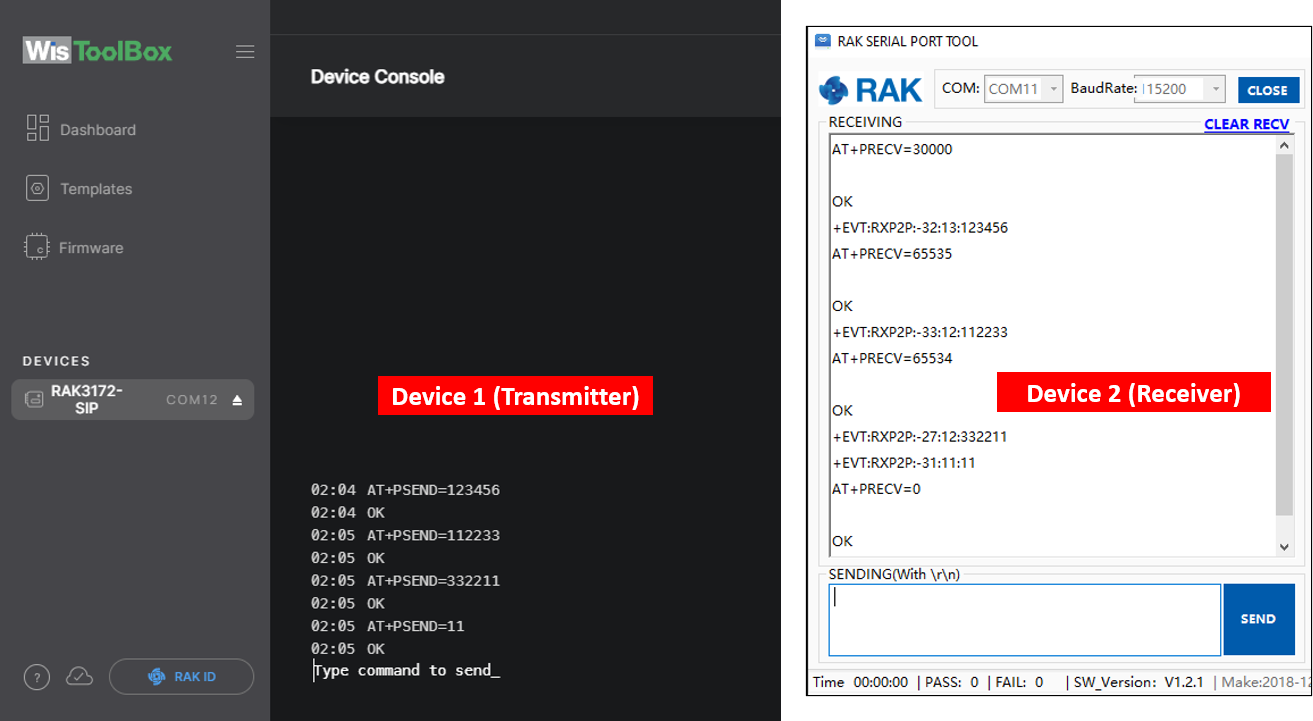 WisToolBox
Dashboard
Templates
Firmware
DEVICES
RAK3172-
SIP
COM12
?
RAK ID
Device Console
Device 1 (Transmitter)
02:04 AT+PSEND=123456
02:04 OK
02:05 AT+PSEND=112233
02:05 OK
02:05 AT+PSEND=332211
02:05 OK
02:05 AT+PSEND=11
02:05 OK
Type command to send_
RAK SERIAL PORT TOOL
RAK
COM: COM11 BaudRate: 115200 CLOSE
RECEIVING
CLEAR RECV
AT+PRECV=30000
OK
+EVT:RXP2P:-32:13:123456
AT+PRECV=65535
OK
+EVT:RXP2P:-33:12:112233
AT+PRECV=65534
Device 2 (Receiver)
OK
+EVT:RXP2P:-27:12:332211
+EVT:RXP2P:-31:11:11
AT+PRECV=0
OK
SENDING(With \r\n)
SEND
Time 00:00:00 | PASS: 0 | FAIL: 0 | SW_Version: V1.2.1 | Make:2018-12